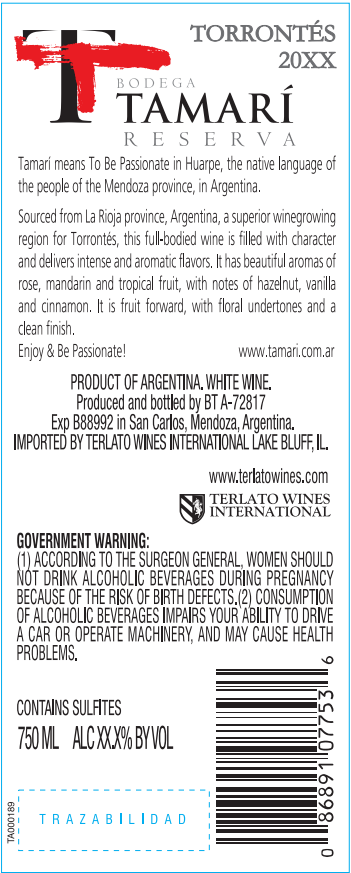 TORRONTÉS
20XX
T
BODEGA
TAMARÍ
RESERVA
Tamarí means To Be Passionate in Huarpe, the native language of
the people of the Mendoza province, in Argentina.
Sourced from La Rioja province, Argentina, a superior winegrowing
region for Torrontés, this full-bodied wine is filled with character
and delivers intense and aromatic flavors. It has beautiful aromas of
rose, mandarin and tropical fruit, with notes of hazelnut, vanilla
and cinnamon. It is fruit forward, with floral undertones and a
clean finish.
Enjoy & Be Passionate! www.tamari.com.ar
PRODUCT OF ARGENTINA. WHITE WINE.
Produced and bottled by BT A-72817
Exp B88992 in San Carlos, Mendoza, Argentina.
IMPORTED BY TERLATO WINES INTERNATIONAL LAKE BLUFF, IL.
www.terlatowines.com
TERLATO WINES
INTERNATIONAL
GOVERNMENT WARNING:
(1) ACCORDING TO THE SURGEON GENERAL, WOMEN SHOULD
NOT DRINK ALCOHOLIC BEVERAGES DURING PREGNANCY
BECAUSE OF THE RISK OF BIRTH DEFECTS.(2) CONSUMPTION
OF ALCOHOLIC BEVERAGES IMPAIRS YOUR ABILITY TO DRIVE
A CAR OR OPERATE MACHINERY, AND MAY CAUSE HEALTH
PROBLEMS.
CONTAINS SULFITES
750 ML ALC XX.X% BY VOL
TRAZABILIDAD
TA000189
0 86891 07753 6